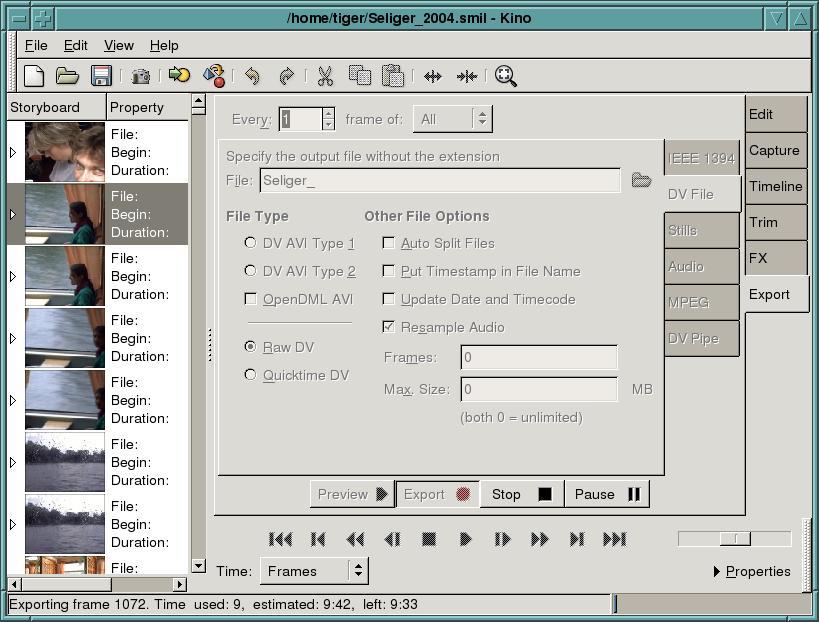 /home/tiger/Seliger_2004.smil - Kino
File Edit View Help
Storyboard Property
File:
Begin:
Duration:
File:
Begin:
Duration:
File:
Begin:
Duration:
File:
Begin:
Duration:
File:
Begin:
Duration:
File:
Begin:
Duration:
File:
Begin:
Duration:
File:
Every: 1 frame of: All
Specify the output file without the extension
File: Seliger_
File Type
DV AVI Type 1
DV AVI Type 2
OpenDML AVI
Raw DV
Quicktime DV
Other File Options
Auto Split Files
Put Timestamp in File Name
Update Date and Timecode
Resample Audio
Frames: 0
Max. Size: 0 MB
(both 0 = unlimited)
IEEE 1394
DV File
Stills
Audio
MPEG
DV Pipe
Edit
Capture
Timeline
Trim
FX
Export
Preview Export Stop Pause
Time: Frames
Properties
Exporting frame 1072. Time used: 9, estimated: 9:42, left: 9:33